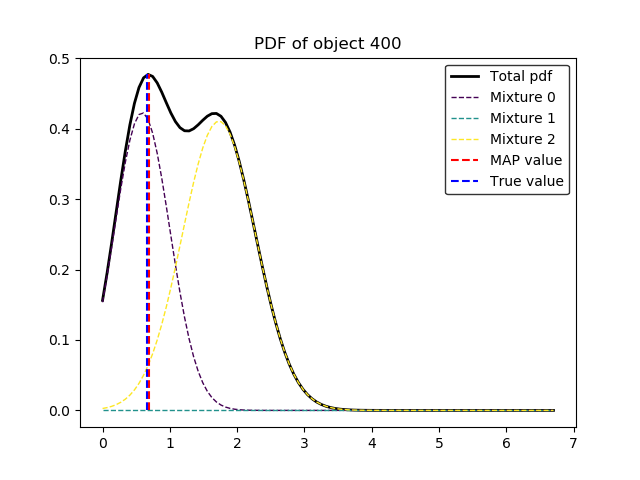 PDF of object 400
0.5
0.4
0.3
0.2
0.1
0.0
Total pdf
Mixture 0
Mixture 1
Mixture 2
MAP value
True value
0 1 2 3 4 5 6 7